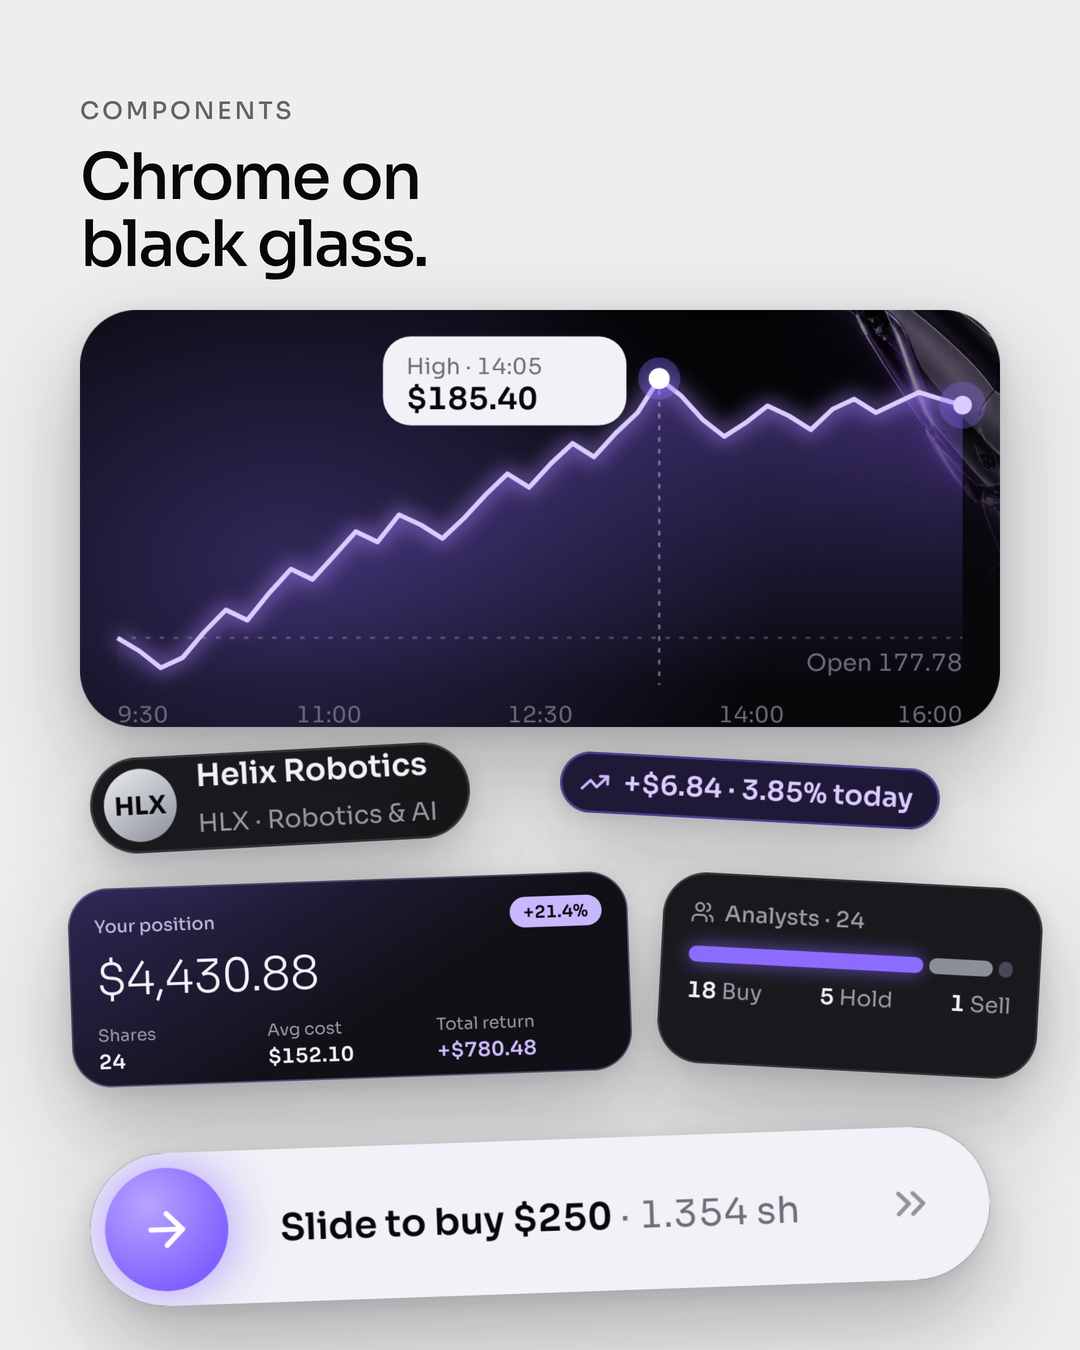 COMPONENTS
Chrome on
black glass.
High · 14:05
$185.40
Open 177.78
9:30 11:00 12:30 14:00 16:00
HLX
Helix Robotics
HLX · Robotics & AI
+$6.84 · 3.85% today
Your position
+21.4%
$4,430.88
Shares Avg cost Total return
24 $152.10 +$780.48
Analysts · 24
18 Buy 5 Hold 1 Sell
Slide to buy $250 · 1.354 sh